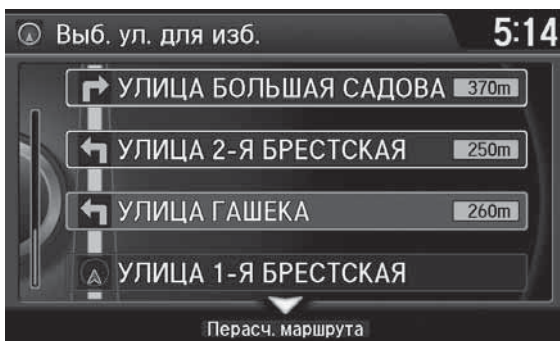 Выб. ул. для изб. 5:14
УЛИЦА БОЛЬШАЯ САДОВА 370m
УЛИЦА 2-Я БРЕСТСКАЯ 250m
УЛИЦА ГАШЕКА 260m
УЛИЦА 1-Я БРЕСТСКАЯ
Перасч. маршрута